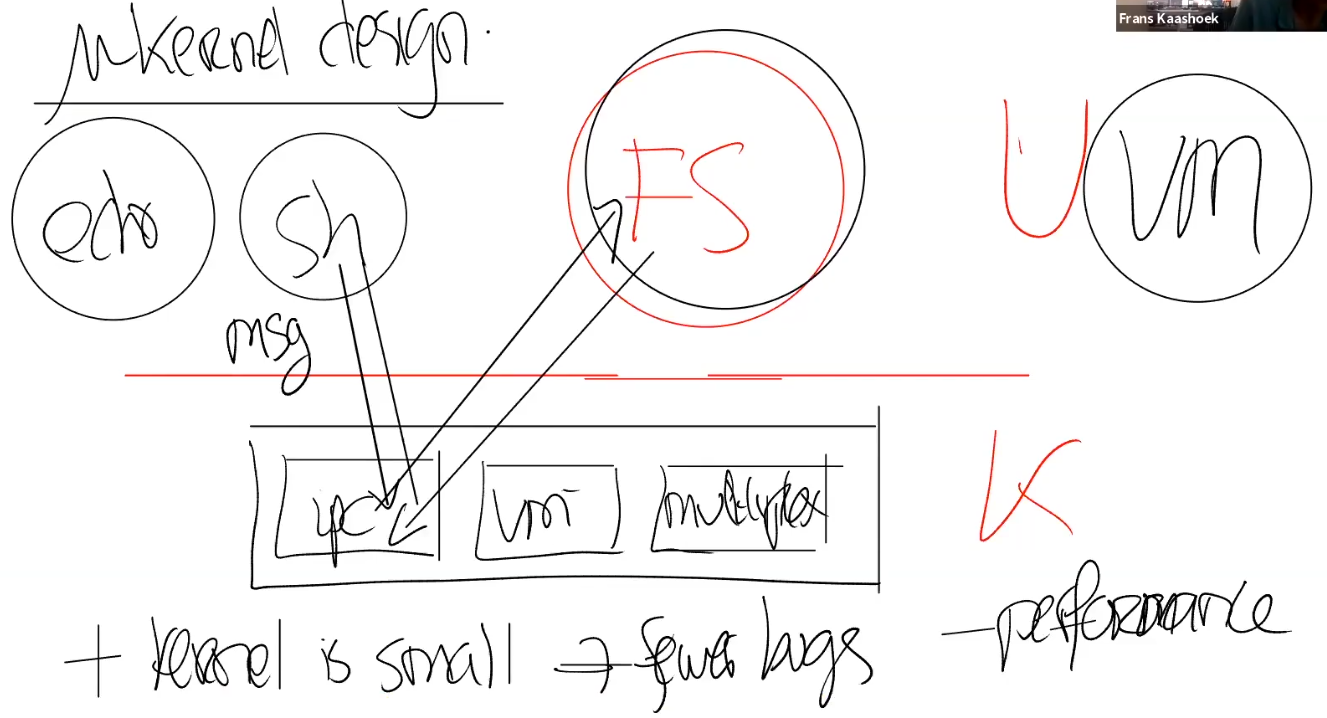 Frans Kaashoek
μkernel design.
echo sh FS U VM
msg
ipc vm multiplex K
+ kernel is small → fewer bugs
- performance